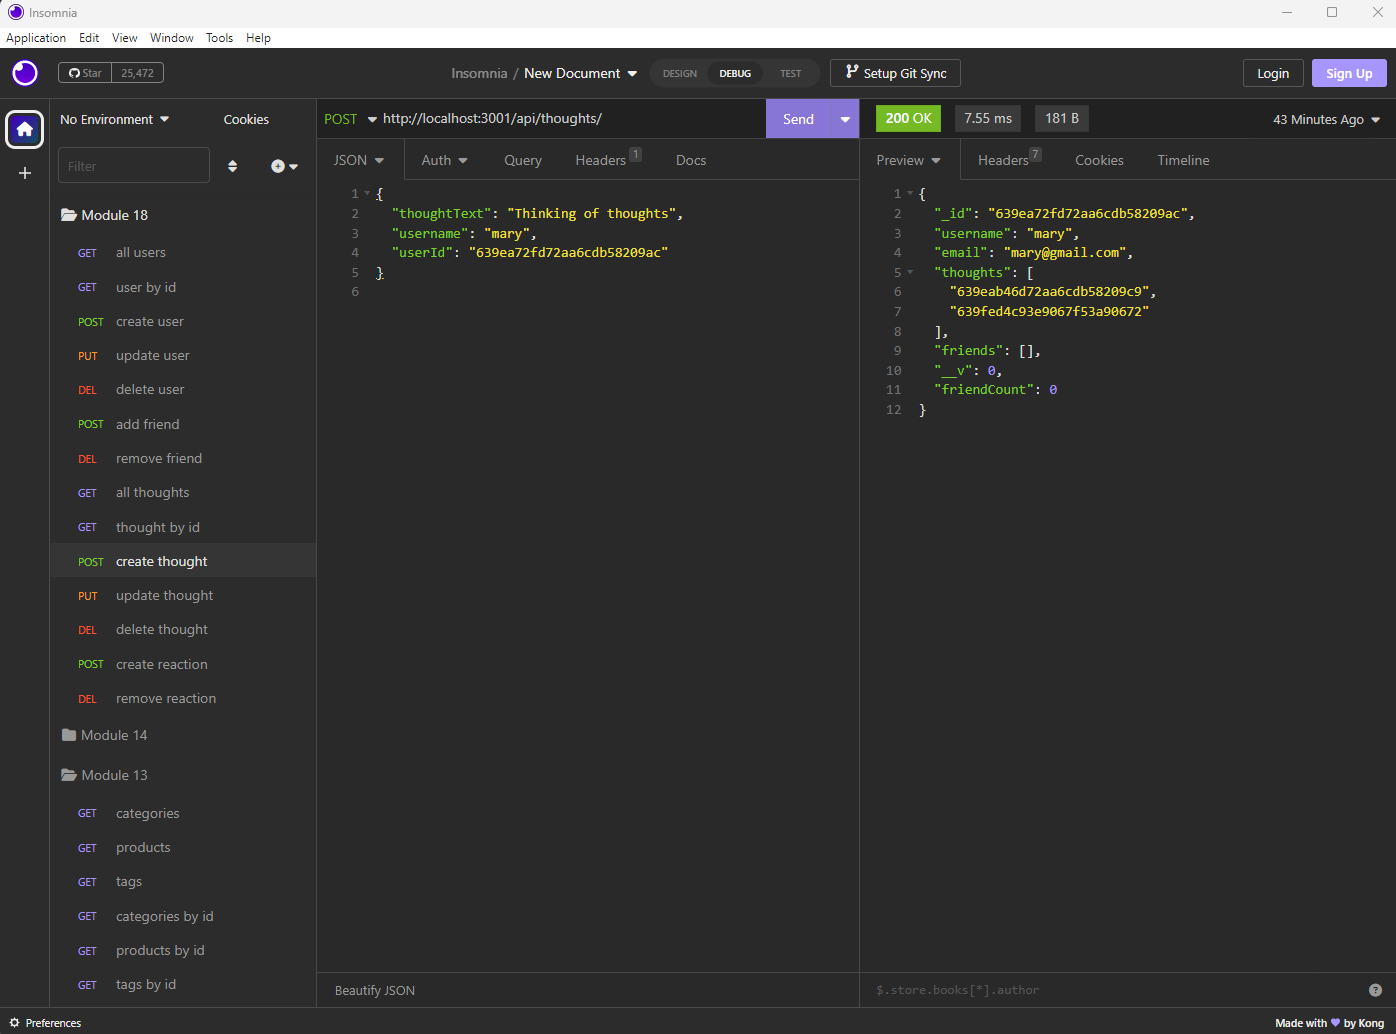 Insomnia
Application Edit View Window Tools Help
Star 25,472
Insomnia / New Document
DESIGN DEBUG TEST
Setup Git Sync
Login Sign Up
No Environment Cookies
Filter
Module 18
GET all users
GET user by id
POST create user
PUT update user
DEL delete user
POST add friend
DEL remove friend
GET all thoughts
GET thought by id
POST create thought
PUT update thought
DEL delete thought
POST create reaction
DEL remove reaction
Module 14
Module 13
GET categories
GET products
GET tags
GET categories by id
GET products by id
GET tags by id
Preferences
POST http://localhost:3001/api/thoughts/ Send
JSON Auth Query Headers 1 Docs
1 {
2 "thoughtText": "Thinking of thoughts",
3 "username": "mary",
4 "userId": "639ea72fd72aa6cdb58209ac"
5 }
6
Beautify JSON
200 OK 7.55 ms 181 B 43 Minutes Ago
Preview Headers 7 Cookies Timeline
1 {
2 "_id": "639ea72fd72aa6cdb58209ac",
3 "username": "mary",
4 "email": "mary@gmail.com",
5 "thoughts": [
6 "639eab46d72aa6cdb58209c9",
7 "639fed4c93e9067f53a90672"
8 ],
9 "friends": [],
10 "__v": 0,
11 "friendCount": 0
12 }
$.store.books[*].author ?
Made with 💜 by Kong